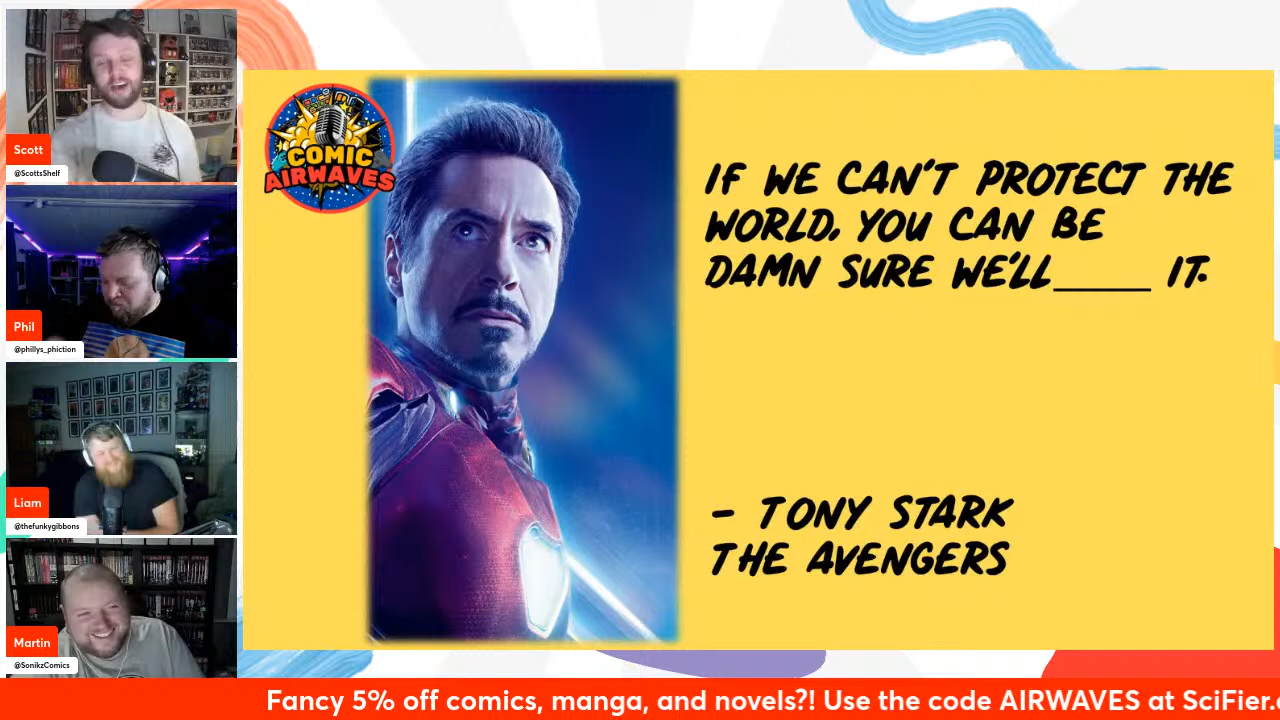 Scott
@ScottsShelf
Phil
@phillys_phiction
Liam
@thefunkygibbons
Martin
@SonikzComics
COMIC
AIRWAVES
IF WE CAN'T PROTECT THE
WORLD, YOU CAN BE
DAMN SURE WE'LL_____ IT.
- TONY STARK
THE AVENGERS
Fancy 5% off comics, manga, and novels?! Use the code AIRWAVES at SciFier.